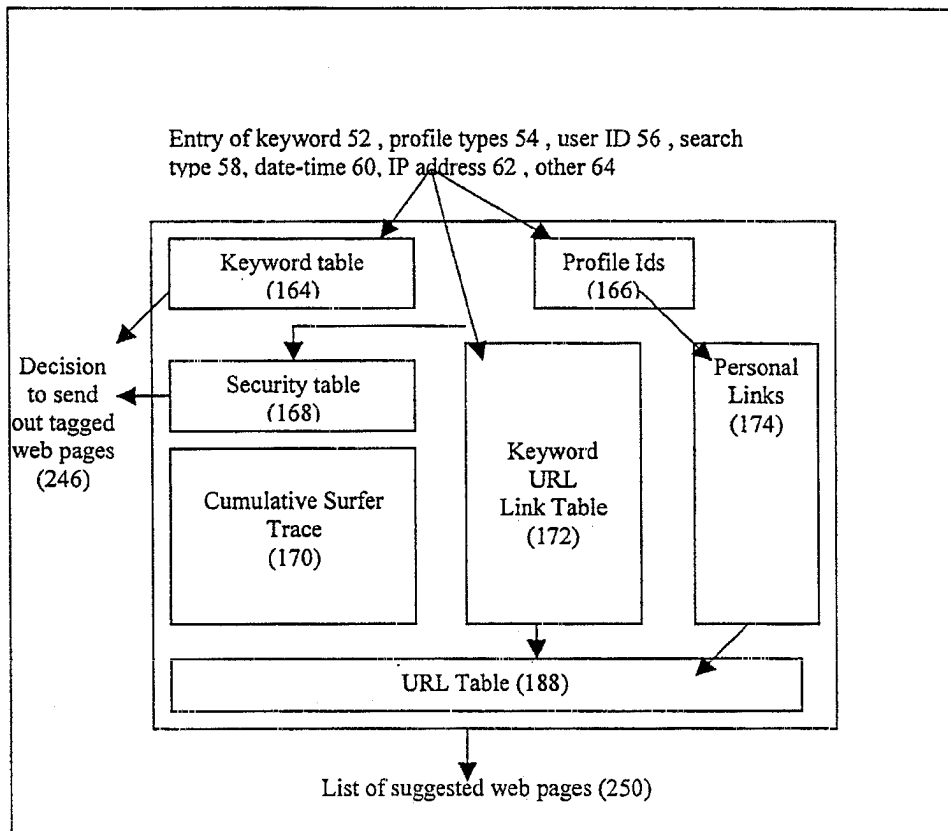 Entry of keyword 52 , profile types 54 , user ID 56 , search
type 58, date-time 60, IP address 62 , other 64
Keyword table
(164)
Profile Ids
(166)
Decision
to send
out tagged
web pages
(246)
Security table
(168)
Personal
Links
(174)
Keyword
URL
Link Table
(172)
Cumulative Surfer
Trace
(170)
URL Table (188)
List of suggested web pages (250)